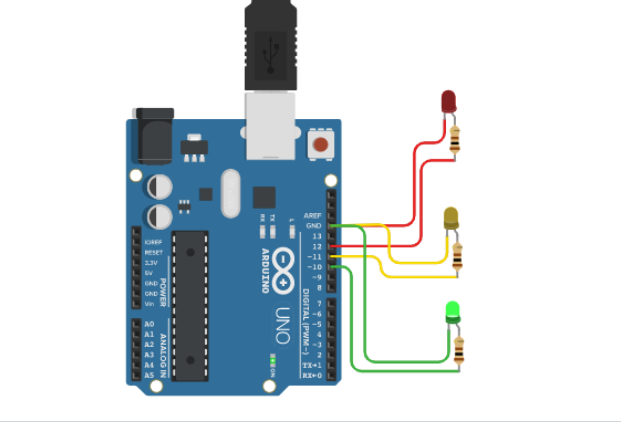 AREF
GND
13
12
~11
~10
~9
8
7
~6
~5
4
~3
2
TX→1
RX←0
DIGITAL (PWM~)
RX
TX
L
ARDUINO
UNO
ON
IOREF
RESET
3.3V
5V
GND
GND
Vin
POWER
A0
A1
A2
A3
A4
A5
ANALOG IN